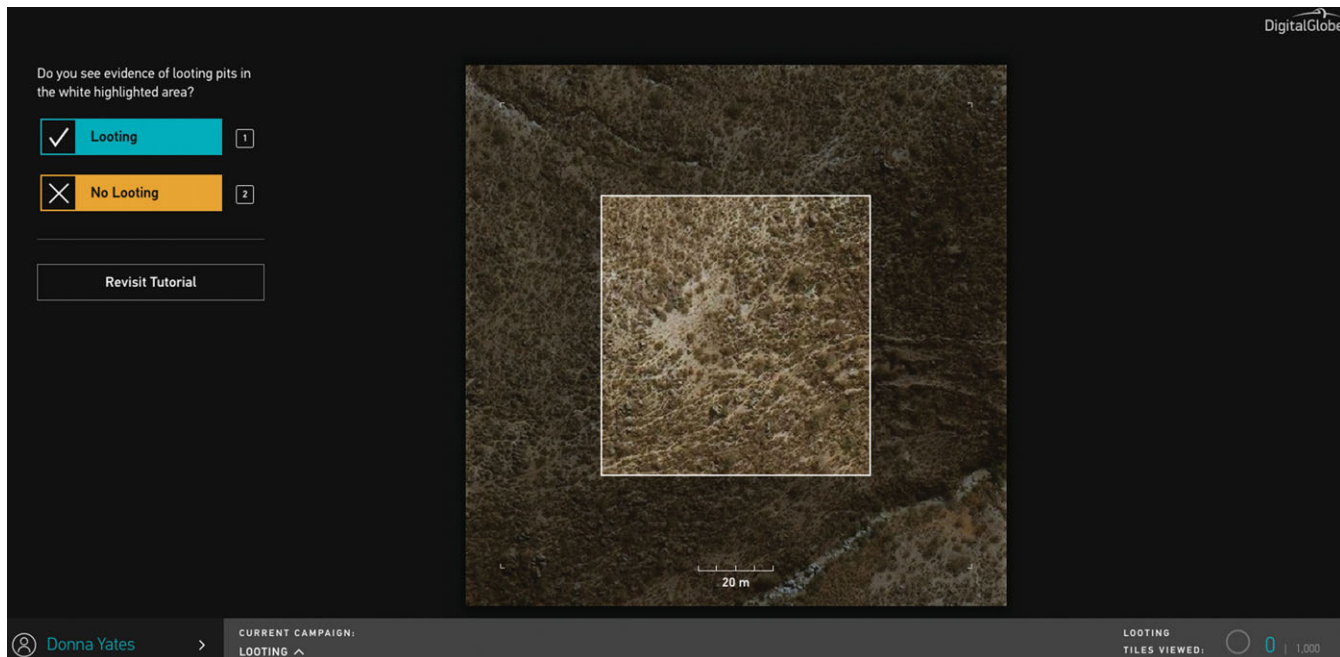 DigitalGlobe
Do you see evidence of looting pits in
the white highlighted area?
Looting
1
No Looting
2
Revisit Tutorial
20 m
Donna Yates
CURRENT CAMPAIGN:
LOOTING
LOOTING
TILES VIEWED:
0 | 1,000